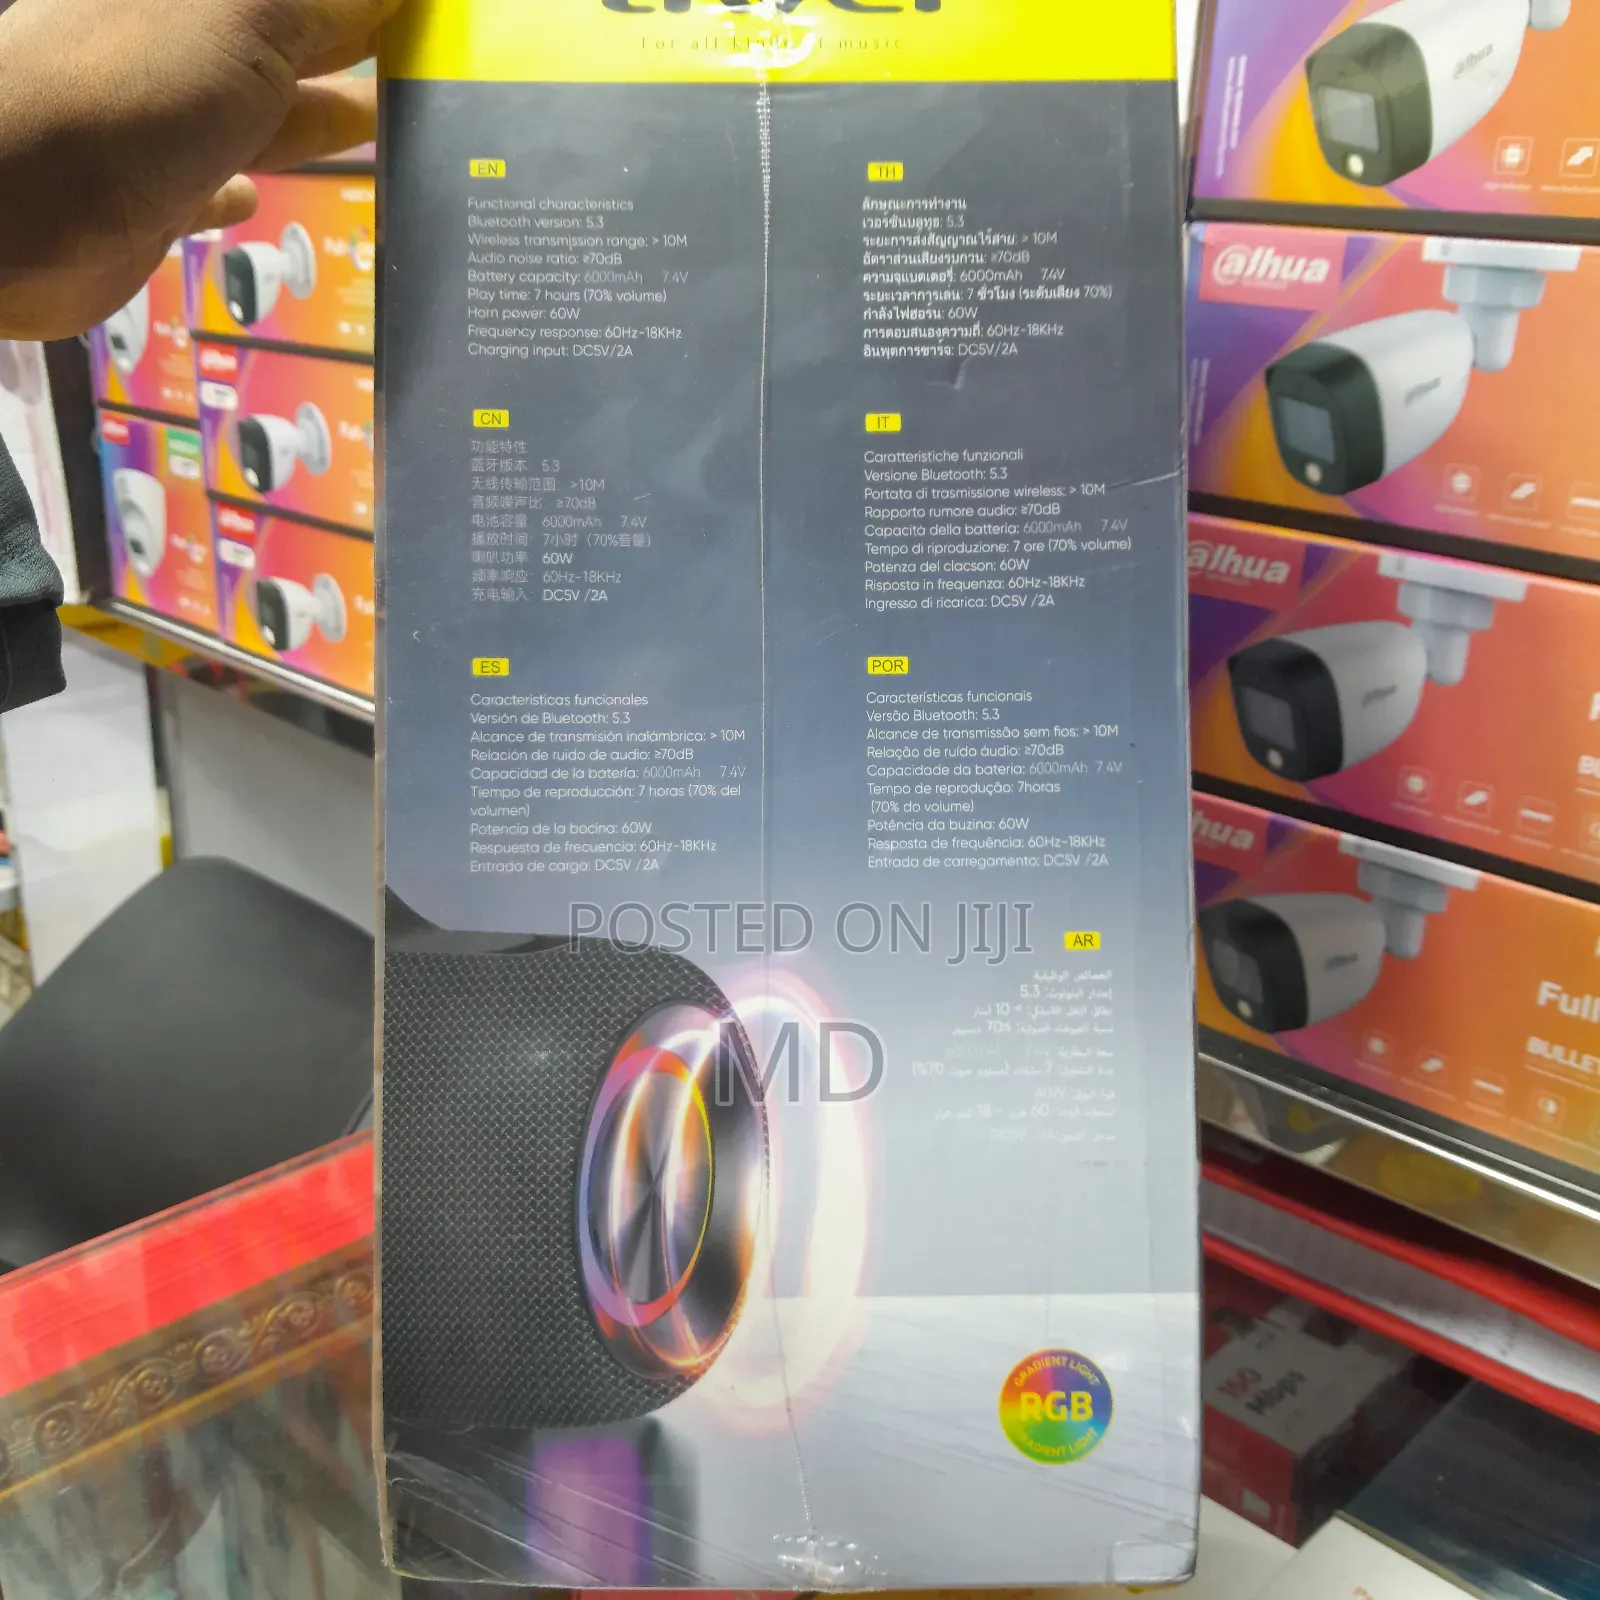 For all kinds of music
EN
Functional characteristics
Bluetooth version: 5.3
Wireless transmission range: > 10M
Audio noise ratio: ≥70dB
Battery capacity: 6000mAh 7.4V
Play time: 7 hours (70% volume)
Horn power: 60W
Frequency response: 60Hz-18KHz
Charging input: DC5V/2A
TH
ลักษณะการทำงาน
เวอร์ชันบลูทูธ: 5.3
ระยะการส่งสัญญาณไร้สาย: > 10M
อัตราส่วนเสียงรบกวน: ≥70dB
ความจุแบตเตอรี่: 6000mAh 7.4V
ระยะเวลาการเล่น: 7 ชั่วโมง (ระดับเสียง 70%)
กำลังไฟฮอร์น: 60W
การตอบสนองความถี่: 60Hz-18KHz
อินพุตการชาร์จ: DC5V/2A
CN
功能特性
蓝牙版本: 5.3
无线传输范围: >10M
音频噪声比: ≥70dB
电池容量: 6000mAh 7.4V
播放时间: 7小时 (70%音量)
喇叭功率: 60W
频率响应: 60Hz-18KHz
充电输入: DC5V /2A
IT
Caratteristiche funzionali
Versione Bluetooth: 5.3
Portata di trasmissione wireless: > 10M
Rapporto rumore audio: ≥70dB
Capacità della batteria: 6000mAh 7.4V
Tempo di riproduzione: 7 ore (70% volume)
Potenza del clacson: 60W
Risposta in frequenza: 60Hz-18KHz
Ingresso di ricarica: DC5V /2A
ES
Caracteristicas funcionales
Versión de Bluetooth: 5.3
Alcance de transmisión inalámbrica: > 10M
Relación de ruido de audio: ≥70dB
Capacidad de la batería: 6000mAh 7.4V
Tiempo de reproducción: 7 horas (70% del
volumen)
Potencia de la bocina: 60W
Respuesta de frecuencia: 60Hz-18KHz
Entrada de carga: DC5V /2A
POR
Características funcionais
Versão Bluetooth: 5.3
Alcance de transmissão sem fios: > 10M
Relação de ruído áudio: ≥70dB
Capacidade da bateria: 6000mAh 7.4V
Tempo de reprodução: 7horas
(70% do volume)
Potência da buzina: 60W
Resposta de frequência: 60Hz-18KHz
Entrada de carregamento: DC5V /2A
POSTED ON JIJI
MD
AR
الخصائص الوظيفية
إصدار البلوتوث: 5.3
GRADIENT LIGHT
RGB
GRADIENT LIGHT
alhua
alhua
alhua
hua
Full
BULLET
150
Mbps